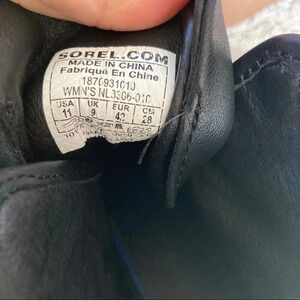 SOREL.COM
MADE IN CHINA
Fabriqué En Chine
1876931010
WMN'S NL3306-010
USA UK EUR CM
11 9 42 28